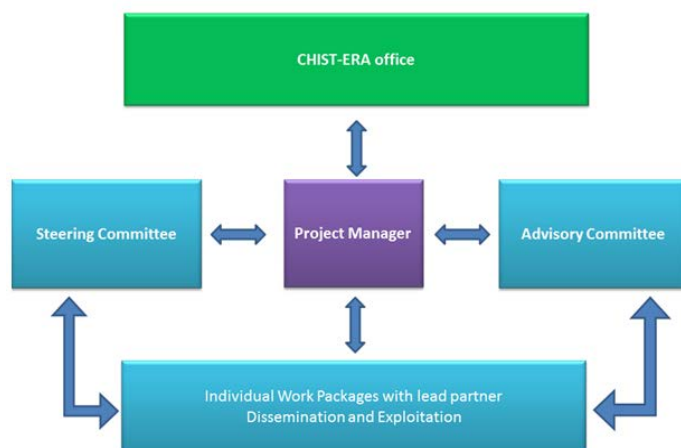 CHIST-ERA office
Steering Committee
Project Manager
Advisory Committee
Individual Work Packages with lead partner
Dissemination and Exploitation